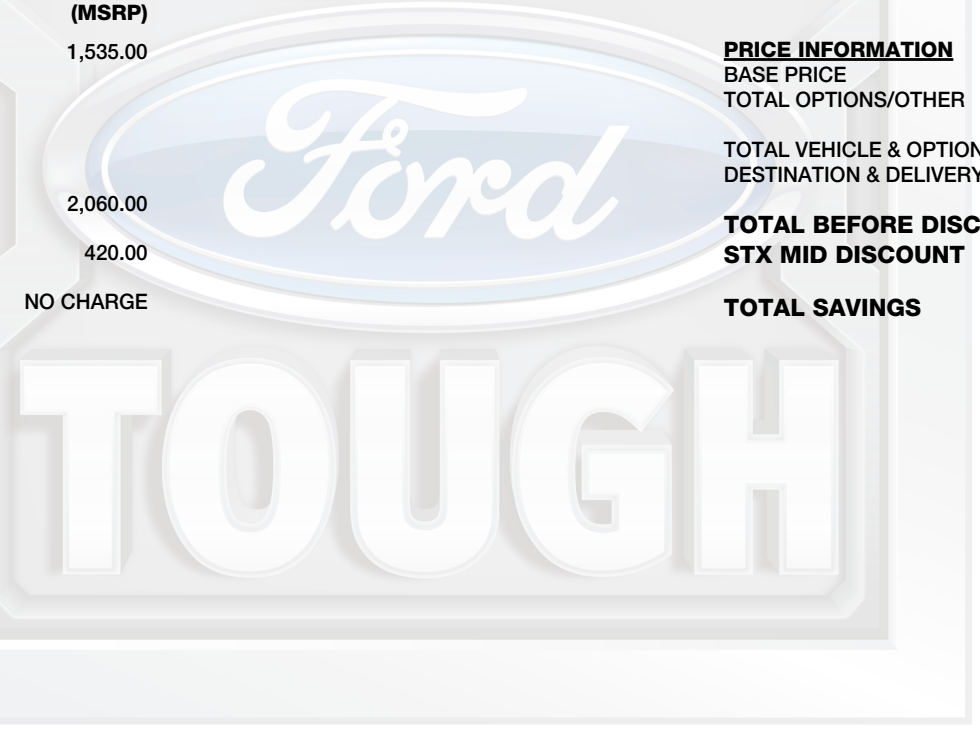 (MSRP)
1,535.00
2,060.00
420.00
NO CHARGE
PRICE INFORMATION
BASE PRICE
TOTAL OPTIONS/OTHER
TOTAL VEHICLE & OPTION
DESTINATION & DELIVERY
TOTAL BEFORE DISC
STX MID DISCOUNT
TOTAL SAVINGS
Ford
TOUGH